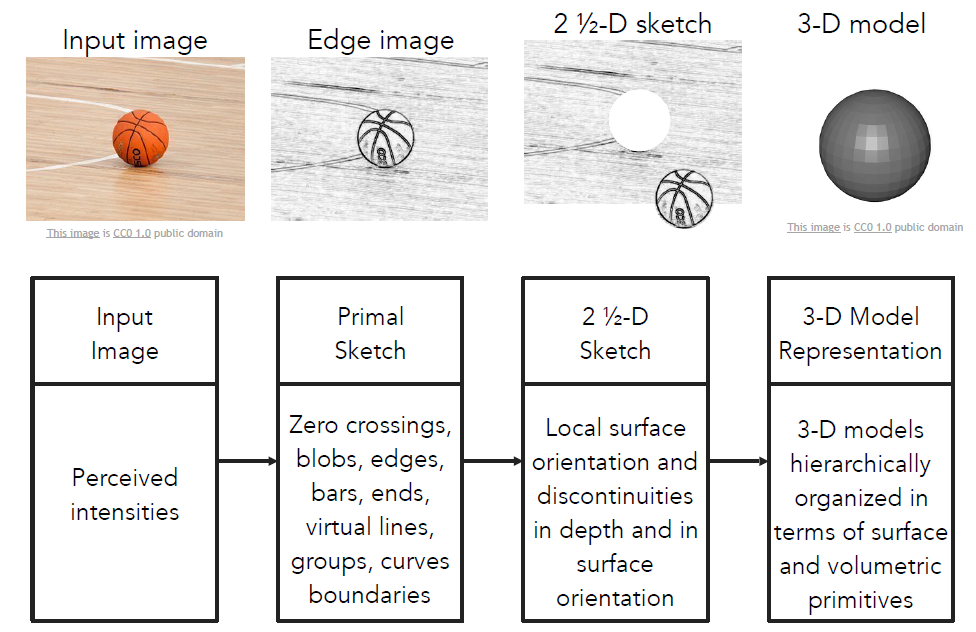 Input image
Edge image
2 ½-D sketch
3-D model
This image is CC0 1.0 public domain
This image is CC0 1.0 public domain
Input
Image
Perceived
intensities
Primal
Sketch
Zero crossings,
blobs, edges,
bars, ends,
virtual lines,
groups, curves
boundaries
2 ½-D
Sketch
Local surface
orientation and
discontinuities
in depth and in
surface
orientation
3-D Model
Representation
3-D models
hierarchically
organized in
terms of surface
and volumetric
primitives